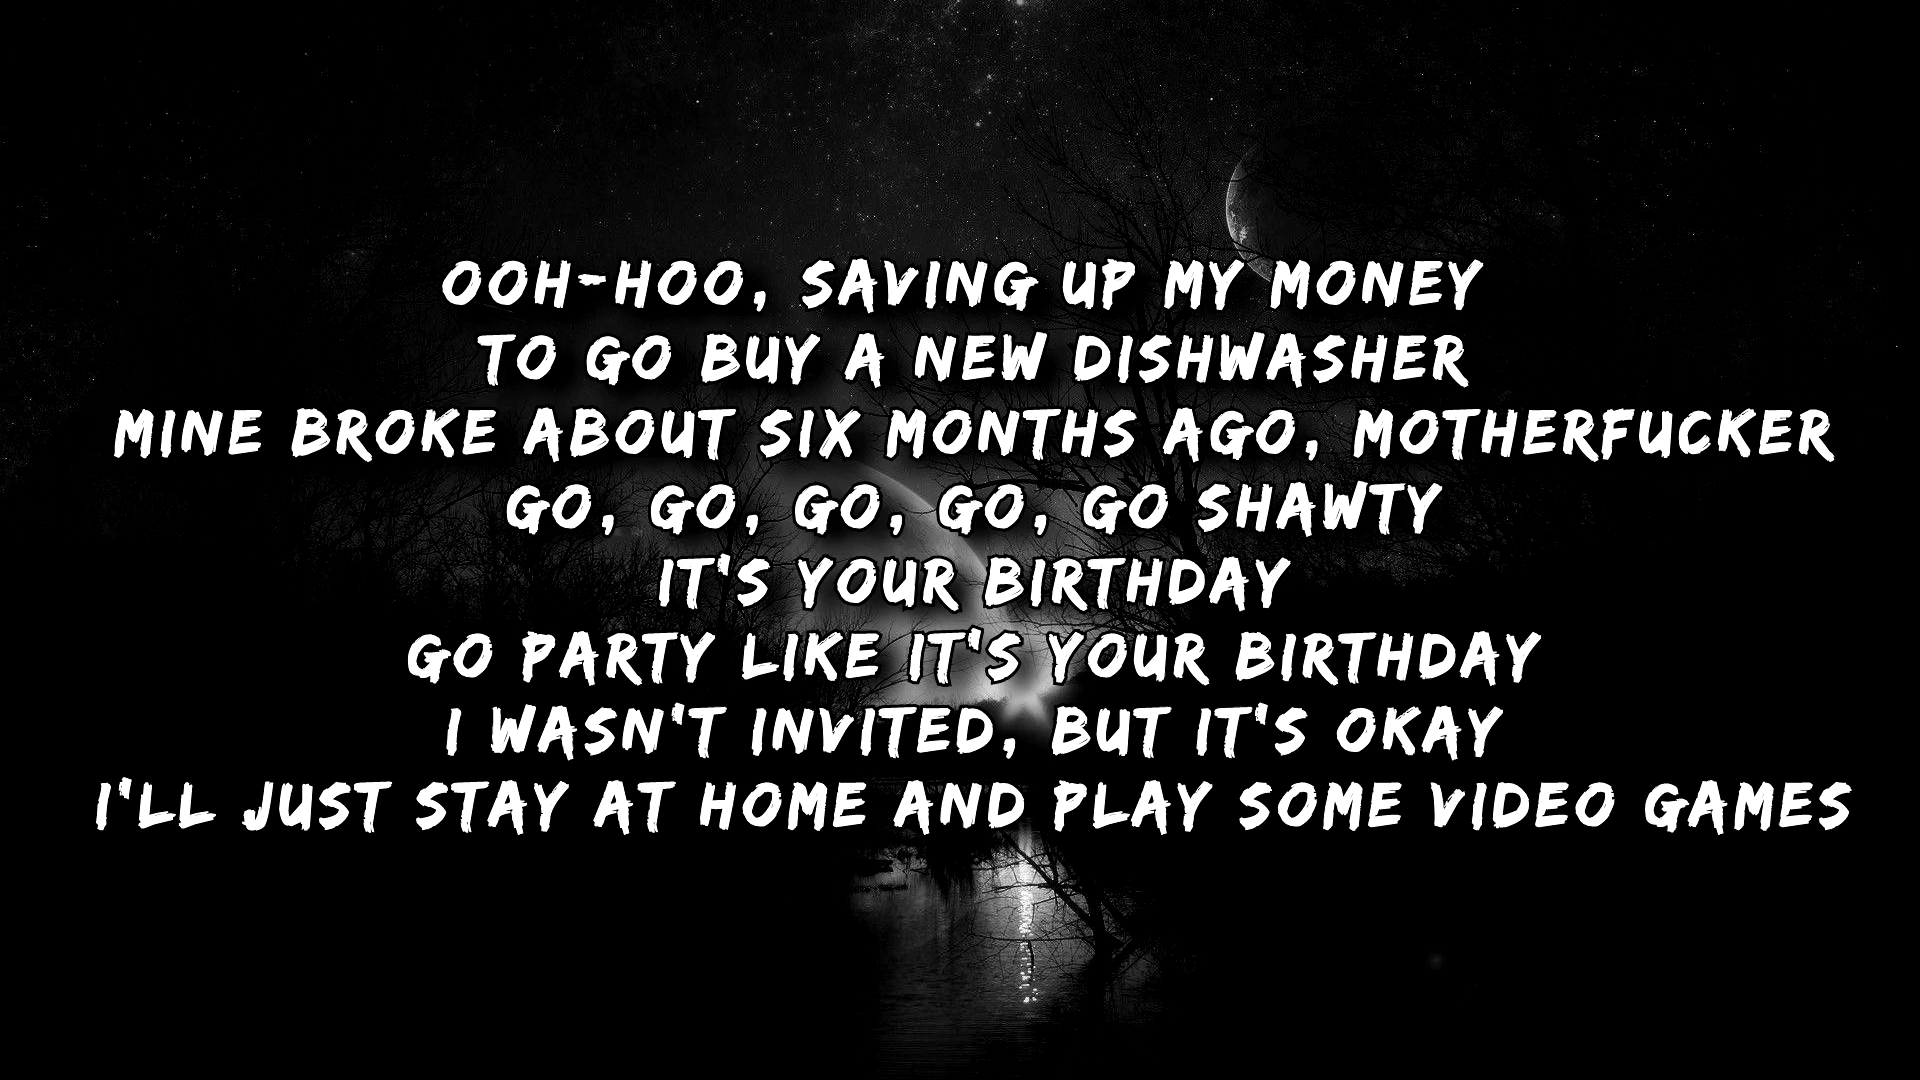 OOH-HOO, SAVING UP MY MONEY
TO GO BUY A NEW DISHWASHER
MINE BROKE ABOUT SIX MONTHS AGO, MOTHERFUCKER
GO, GO, GO, GO, GO SHAWTY
IT'S YOUR BIRTHDAY
GO PARTY LIKE IT'S YOUR BIRTHDAY
I WASN'T INVITED, BUT IT'S OKAY
I'LL JUST STAY AT HOME AND PLAY SOME VIDEO GAMES